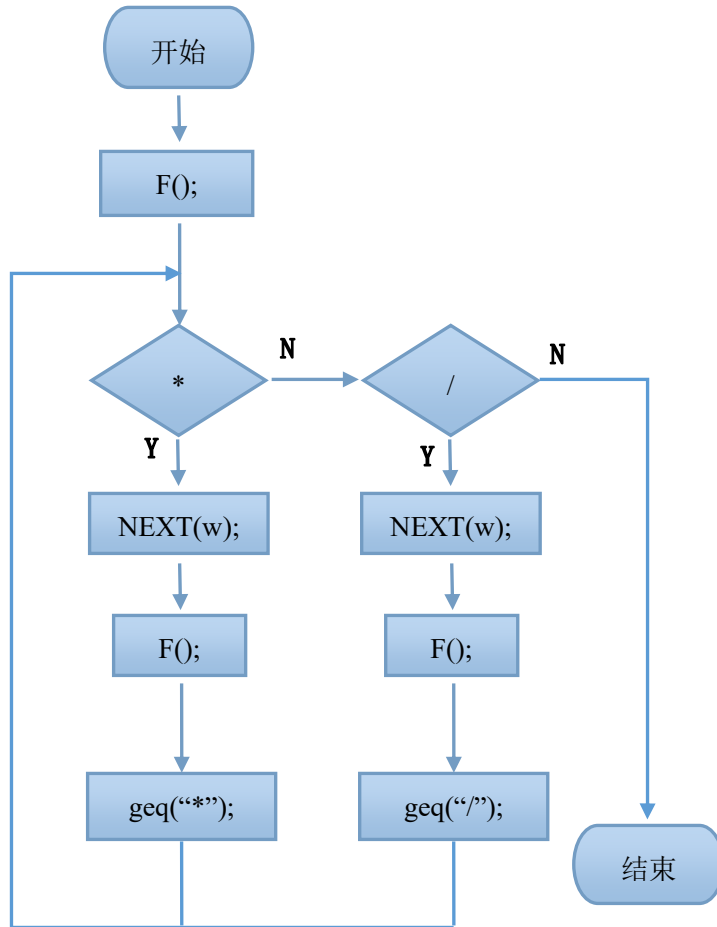 开始
F();
*
N
/
N
Y
Y
NEXT(w);
NEXT(w);
F();
F();
geq(“*”);
geq(“/”);
结束